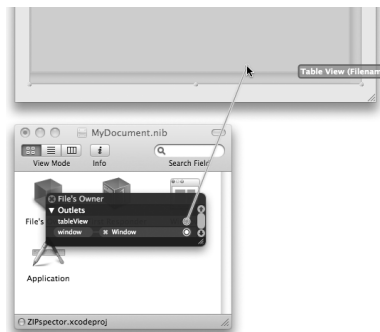 Table View (Filenam
MyDocument.nib
View Mode
Info
Search Field
File's Owner
Outlets
File's
tableView
window
Window
Application
ZIPspector.xcodeproj